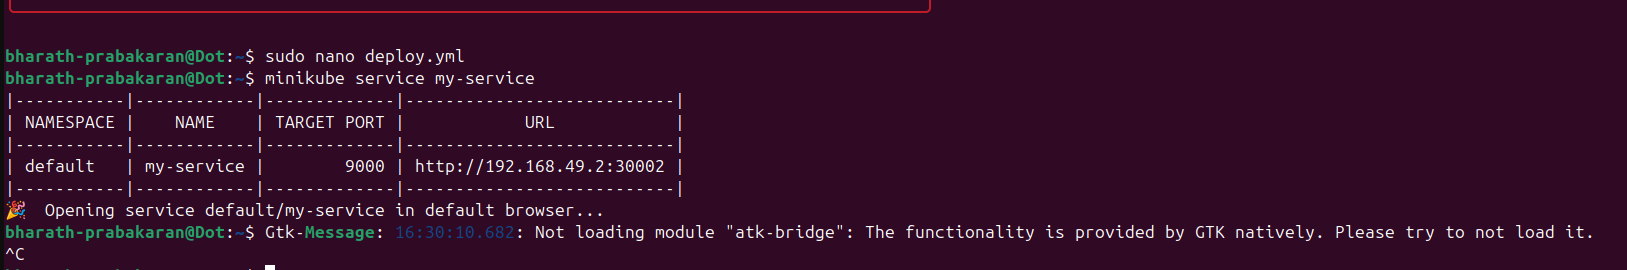 bharath-prabakaran@Dot:~$ sudo nano deploy.yml
bharath-prabakaran@Dot:~$ minikube service my-service
|-----------|------------|-------------|---------------------------|
| NAMESPACE |    NAME    | TARGET PORT |            URL            |
|-----------|------------|-------------|---------------------------|
| default   | my-service |        9000 | http://192.168.49.2:30002 |
|-----------|------------|-------------|---------------------------|
🎉  Opening service default/my-service in default browser...
bharath-prabakaran@Dot:~$ Gtk-Message: 16:30:10.682: Not loading module "atk-bridge": The functionality is provided by GTK natively. Please try to not load it.
^C